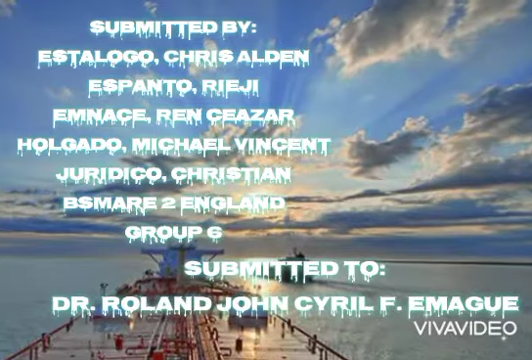 SUBMITTED BY:
ESTALOGO, CHRIS ALDEN
ESPANTO, RIEJI
EMNACE, REN CEAZAR
HOLGADO, MICHAEL VINCENT
JURIDICO, CHRISTIAN
BSMARE 2 ENGLAND
GROUP 6
SUBMITTED TO:
DR. ROLAND JOHN CYRIL F. EMAGUE
VIVAVIDEO